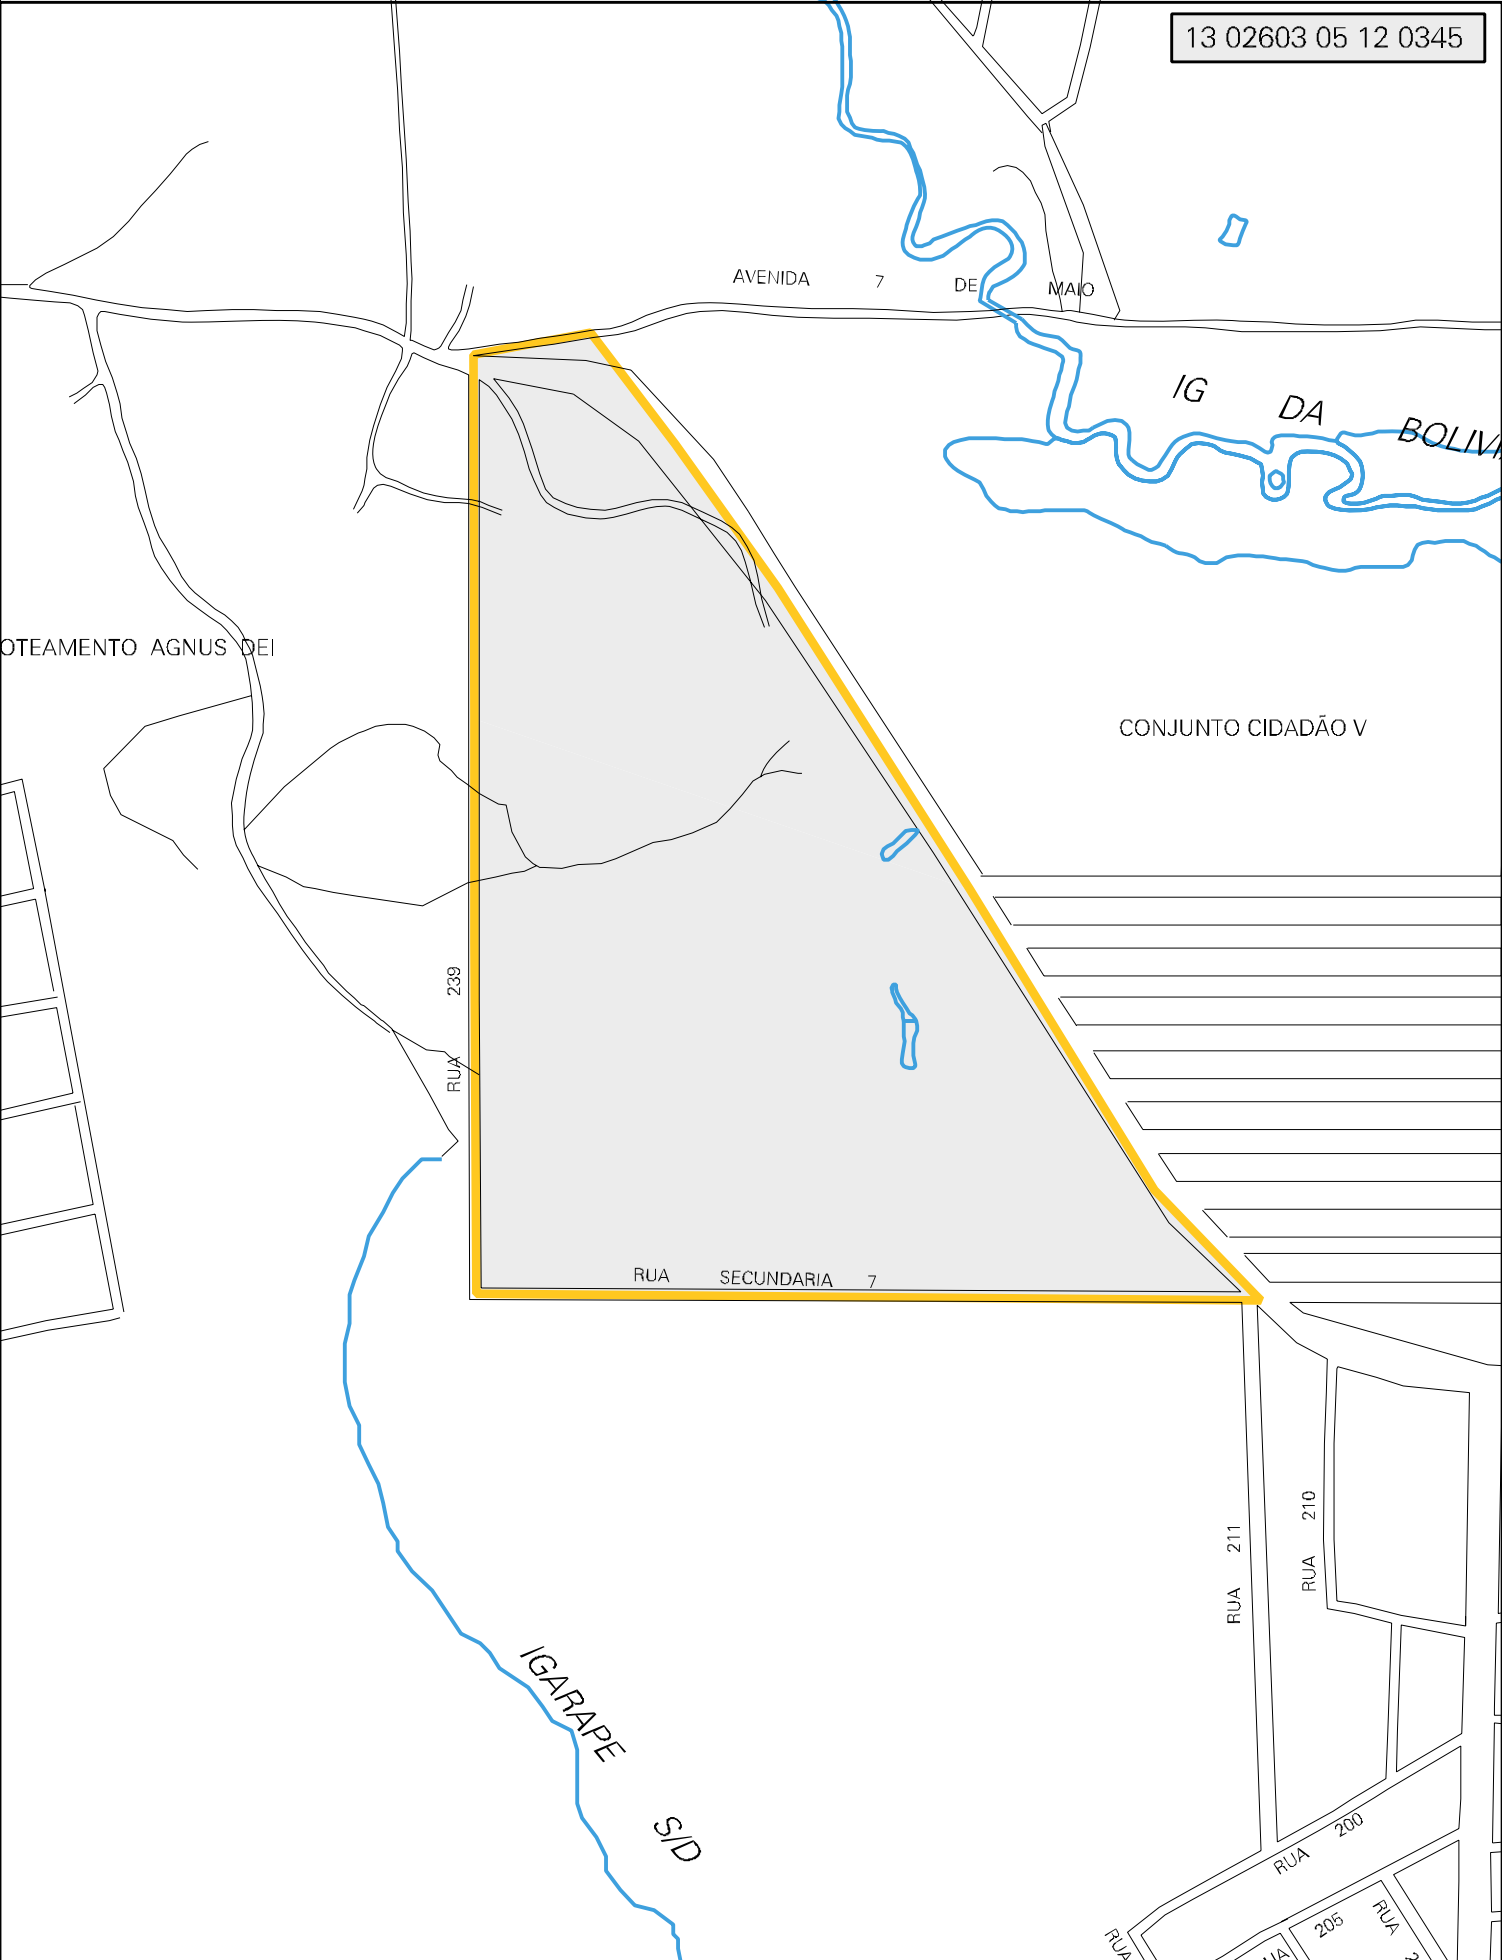 13 02603 05 12 0345
AVENIDA 7 DE MAIO
IG DA
OTEAMENTO AGNUS DEI
CONJUNTO CIDADÃO V
RUA 239
RUA SECUNDARIA 7
RUA 211
RUA 210
IGARAPE S/D
RUA 200
205
RUA
RUA